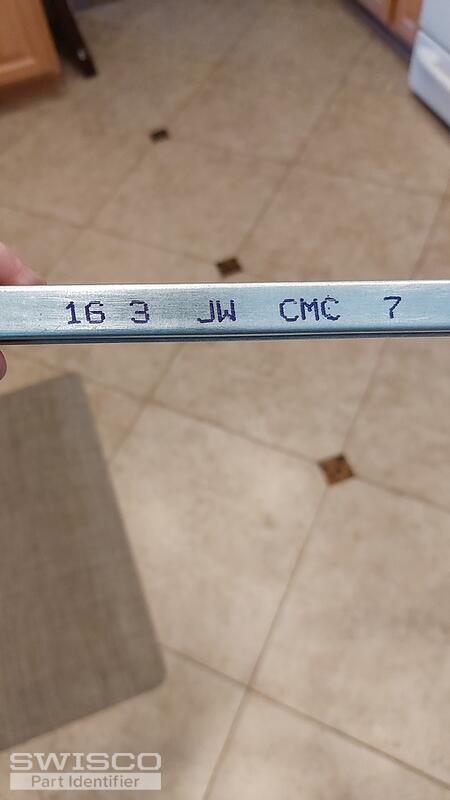 16 3 JW CMC 7
SWISCO
Part Identifier